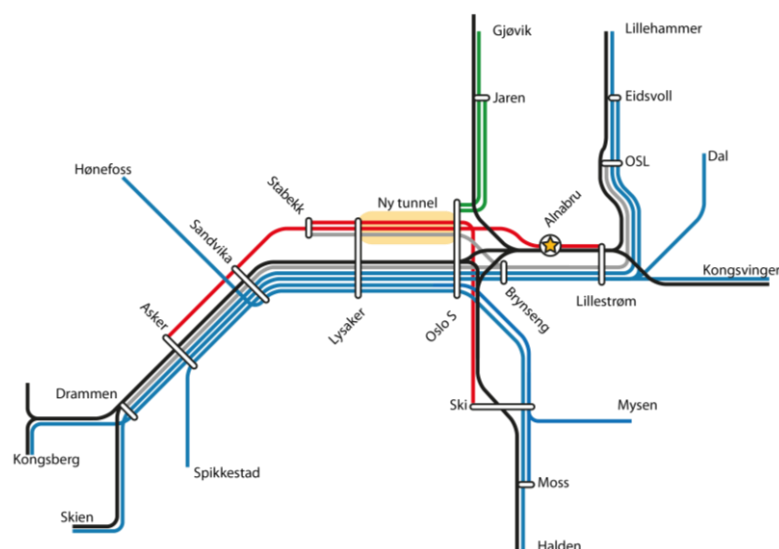 Gjøvik
Lillehammer
Jaren
Eidsvoll
Hønefoss
OSL
Dal
Stabekk
Ny tunnel
Alnabru
Sandvika
Kongsvinger
Asker
Lysaker
Oslo S
Brynseng
Lillestrøm
Drammen
Ski
Mysen
Kongsberg
Spikkestad
Moss
Skien
Halden